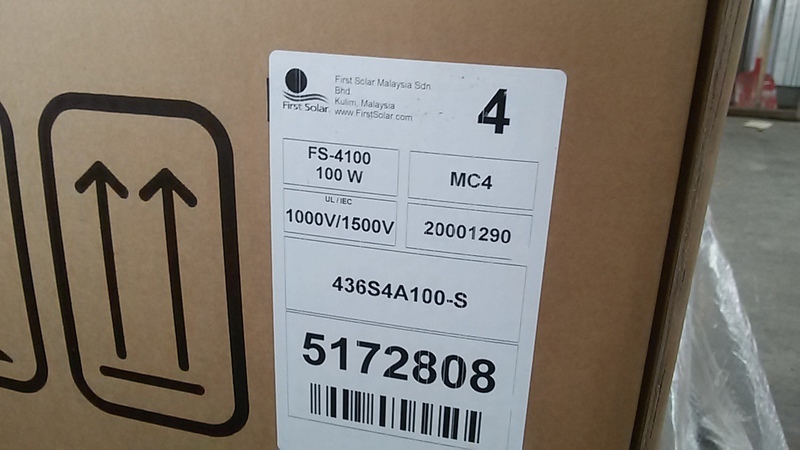 First Solar
First Solar Malaysia Sdn.
Bhd.
Kulim, Malaysia
www.FirstSolar.com
4
FS-4100
100 W
MC4
UL / IEC
1000V/1500V
20001290
436S4A100-S
5172808